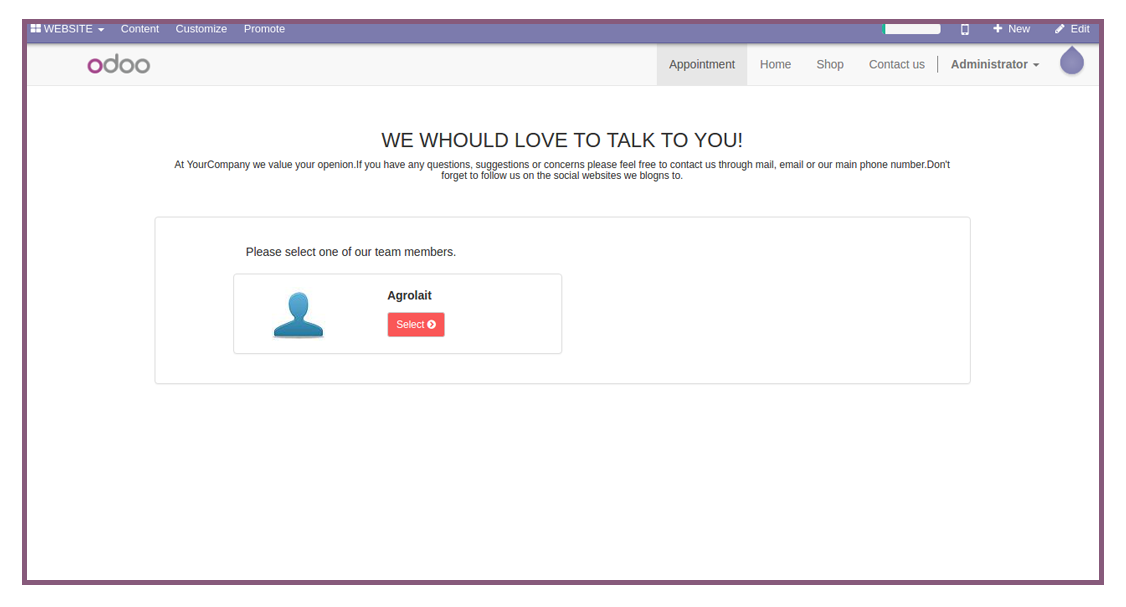 WEBSITE Content Customize Promote New Edit
odoo Appointment Home Shop Contact us Administrator
WE WHOULD LOVE TO TALK TO YOU!
At YourCompany we value your openion.If you have any questions, suggestions or concerns please feel free to contact us through mail, email or our main phone number.Don't
forget to follow us on the social websites we blogns to.
Please select one of our team members.
Agrolait
Select